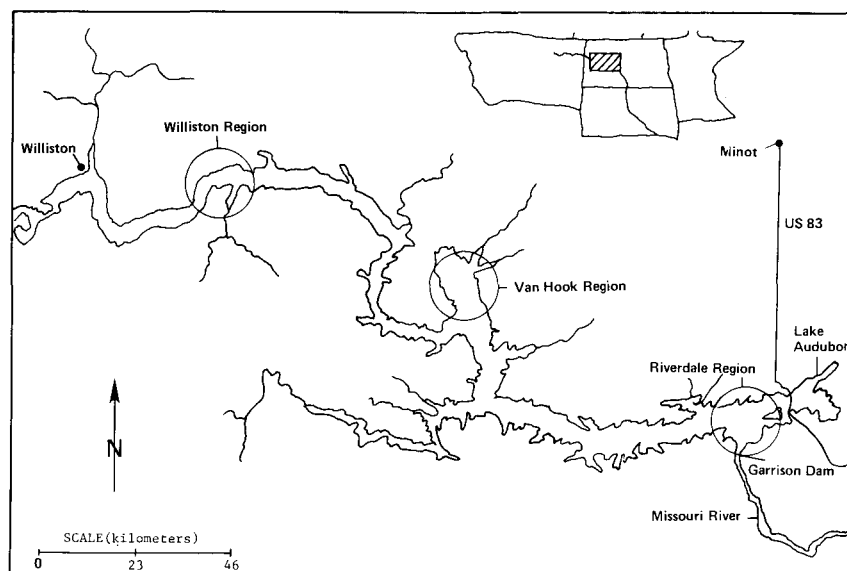 Williston Region
Williston
Minot
US 83
Van Hook Region
Lake
Audubon
Riverdale Region
N
Garrison Dam
Missouri River
SCALE(kilometers)
0 23 46